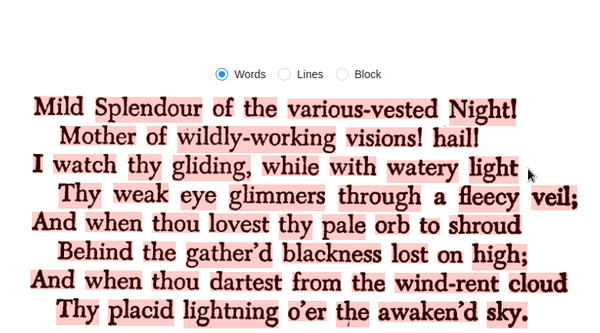 Words Lines Block
Mild Splendour of the various-vested Night!
Mother of wildly-working visions! hail!
I watch thy gliding, while with watery light
Thy weak eye glimmers through a fleecy veil;
And when thou lovest thy pale orb to shroud
Behind the gather'd blackness lost on high;
And when thou dartest from the wind-rent cloud
Thy placid lightning o'er the awaken'd sky.